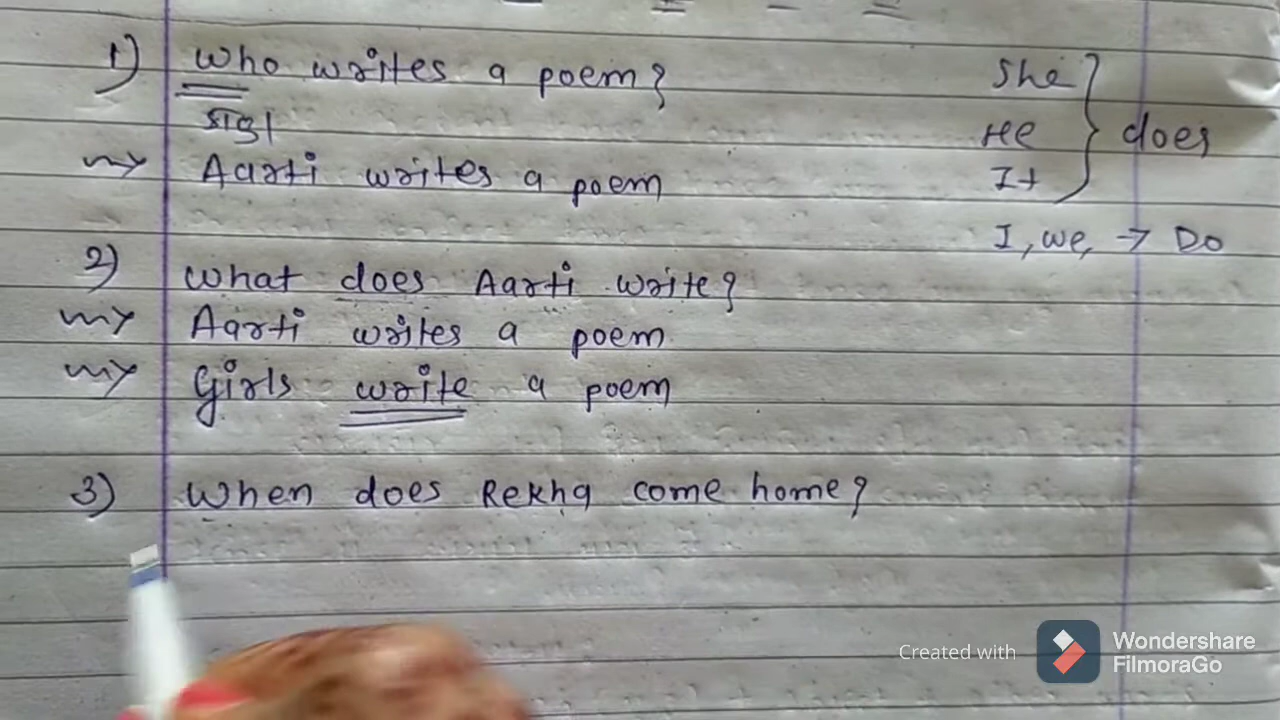 1) Who writes a poem?
She
He
It
does
→ Aarti writes a poem
I, we, → Do
2) What does Aarti write?
Aarti writes a poem
Girls write a poem
3) When does Rekha come home?
Created with
Wondershare
FilmoraGo